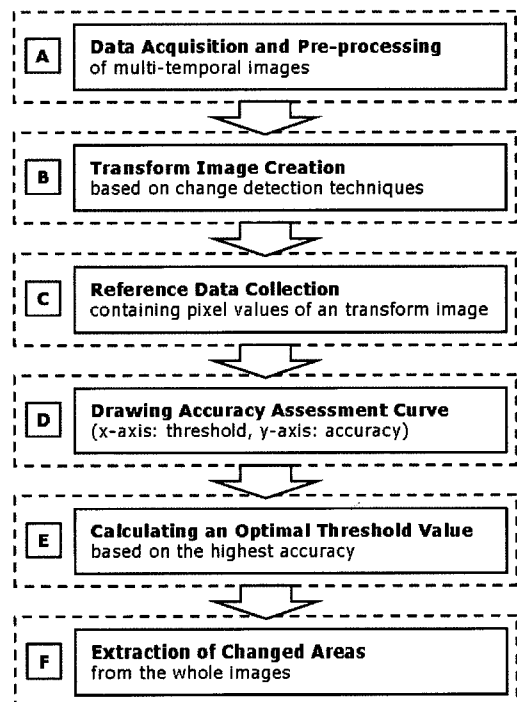 A
Data Acquisition and Pre-processing
of multi-temporal images
B
Transform Image Creation
based on change detection techniques
C
Reference Data Collection
containing pixel values of an transform image
D
Drawing Accuracy Assessment Curve
(x-axis: threshold, y-axis: accuracy)
E
Calculating an Optimal Threshold Value
based on the highest accuracy
F
Extraction of Changed Areas
from the whole images